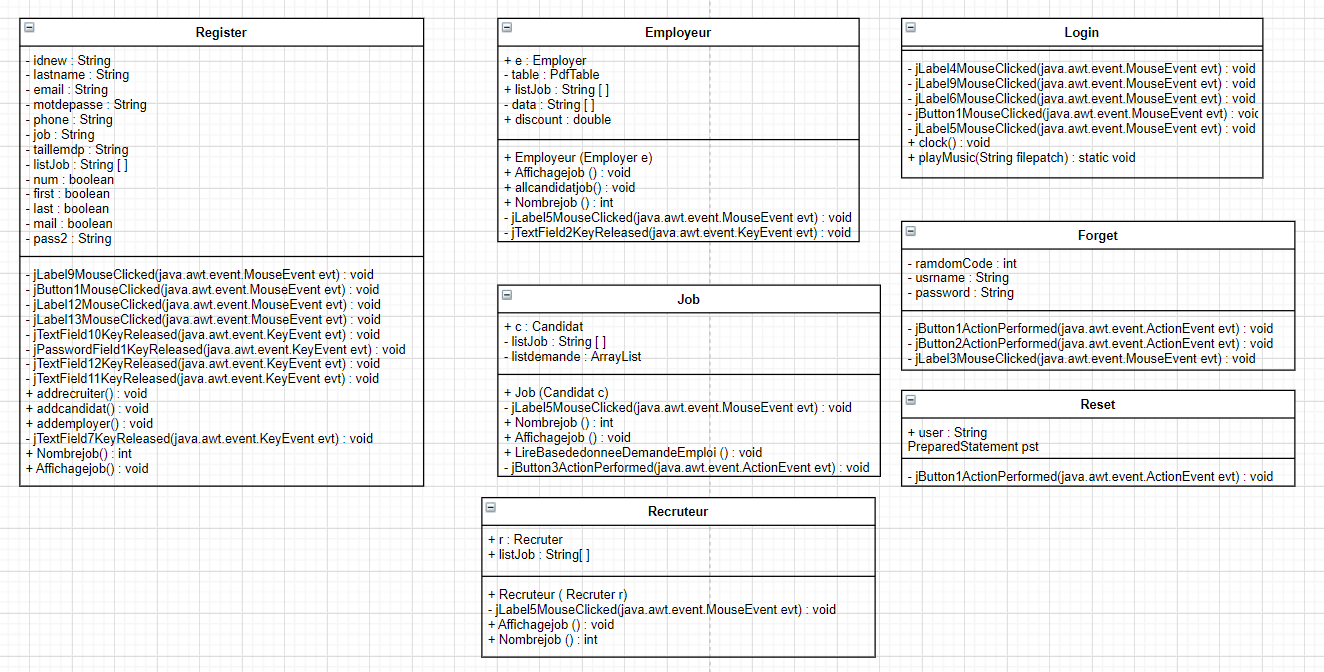 Register
- idnew : String
- lastname : String
- email : String
- motdepasse : String
- phone : String
- job : String
- taillemdp : String
- listJob : String [ ]
- num : boolean
- first : boolean
- last : boolean
- mail : boolean
- pass2 : String
- jLabel9MouseClicked(java.awt.event.MouseEvent evt) : void
- jButton1MouseClicked(java.awt.event.MouseEvent evt) : void
- jLabel12MouseClicked(java.awt.event.MouseEvent evt) : void
- jLabel13MouseClicked(java.awt.event.MouseEvent evt) : void
- jTextField10KeyReleased(java.awt.event.KeyEvent evt) : void
- jPasswordField1KeyReleased(java.awt.event.KeyEvent evt) : void
- jTextField12KeyReleased(java.awt.event.KeyEvent evt) : void
- jTextField11KeyReleased(java.awt.event.KeyEvent evt) : void
+ addrecruiter() : void
+ addcandidat() : void
+ addemployer() : void
- jTextField7KeyReleased(java.awt.event.KeyEvent evt) : void
+ Nombrejob() : int
+ Affichagejob() : void
Employeur
+ e : Employer
- table : PdfTable
+ listJob : String [ ]
- data : String [ ]
+ discount : double
+ Employeur (Employer e)
+ Affichagejob () : void
+ allcandidatjob() : void
+ Nombrejob () : int
- jLabel5MouseClicked(java.awt.event.MouseEvent evt) : void
- jTextField2KeyReleased(java.awt.event.KeyEvent evt) : void
Job
+ c : Candidat
- listJob : String [ ]
- listdemande : ArrayList
+ Job (Candidat c)
- jLabel5MouseClicked(java.awt.event.MouseEvent evt) : void
+ Nombrejob () : int
+ Affichagejob () : void
+ LireBasededonneeDemandeEmploi () : void
- jButton3ActionPerformed(java.awt.event.ActionEvent evt) : void
Recruteur
+ r : Recruter
+ listJob : String[ ]
+ Recruteur ( Recruter r)
- jLabel5MouseClicked(java.awt.event.MouseEvent evt) : void
+ Affichagejob () : void
+ Nombrejob () : int
Login
- jLabel4MouseClicked(java.awt.event.MouseEvent evt) : void
- jLabel9MouseClicked(java.awt.event.MouseEvent evt) : void
- jLabel6MouseClicked(java.awt.event.MouseEvent evt) : void
- jButton1MouseClicked(java.awt.event.MouseEvent evt) : void
- jLabel5MouseClicked(java.awt.event.MouseEvent evt) : void
+ clock() : void
+ playMusic(String filepatch) : static void
Forget
- ramdomCode : int
- usrname : String
- password : String
- jButton1ActionPerformed(java.awt.event.ActionEvent evt) : void
- jButton2ActionPerformed(java.awt.event.ActionEvent evt) : void
- jLabel3MouseClicked(java.awt.event.MouseEvent evt) : void
Reset
+ user : String
PreparedStatement pst
- jButton1ActionPerformed(java.awt.event.ActionEvent evt) : void